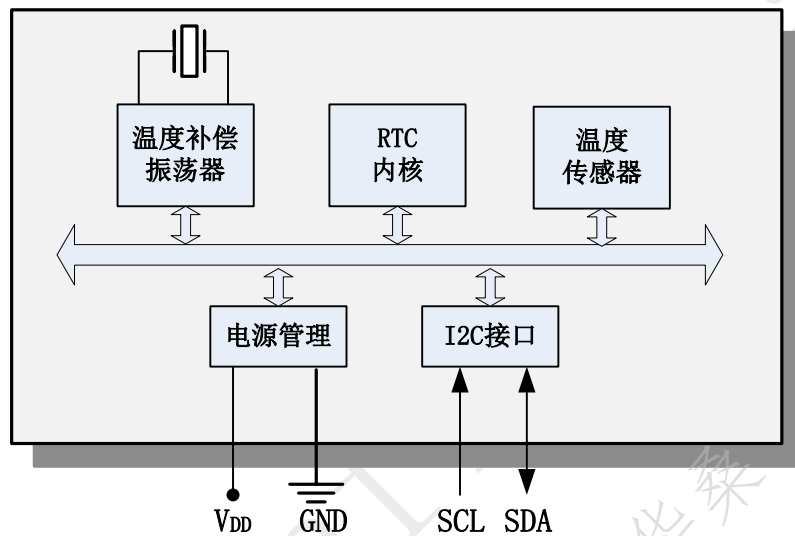 温度补偿
振荡器
RTC
内核
温度
传感器
电源管理
I2C接口
VDD
GND
SCL
SDA